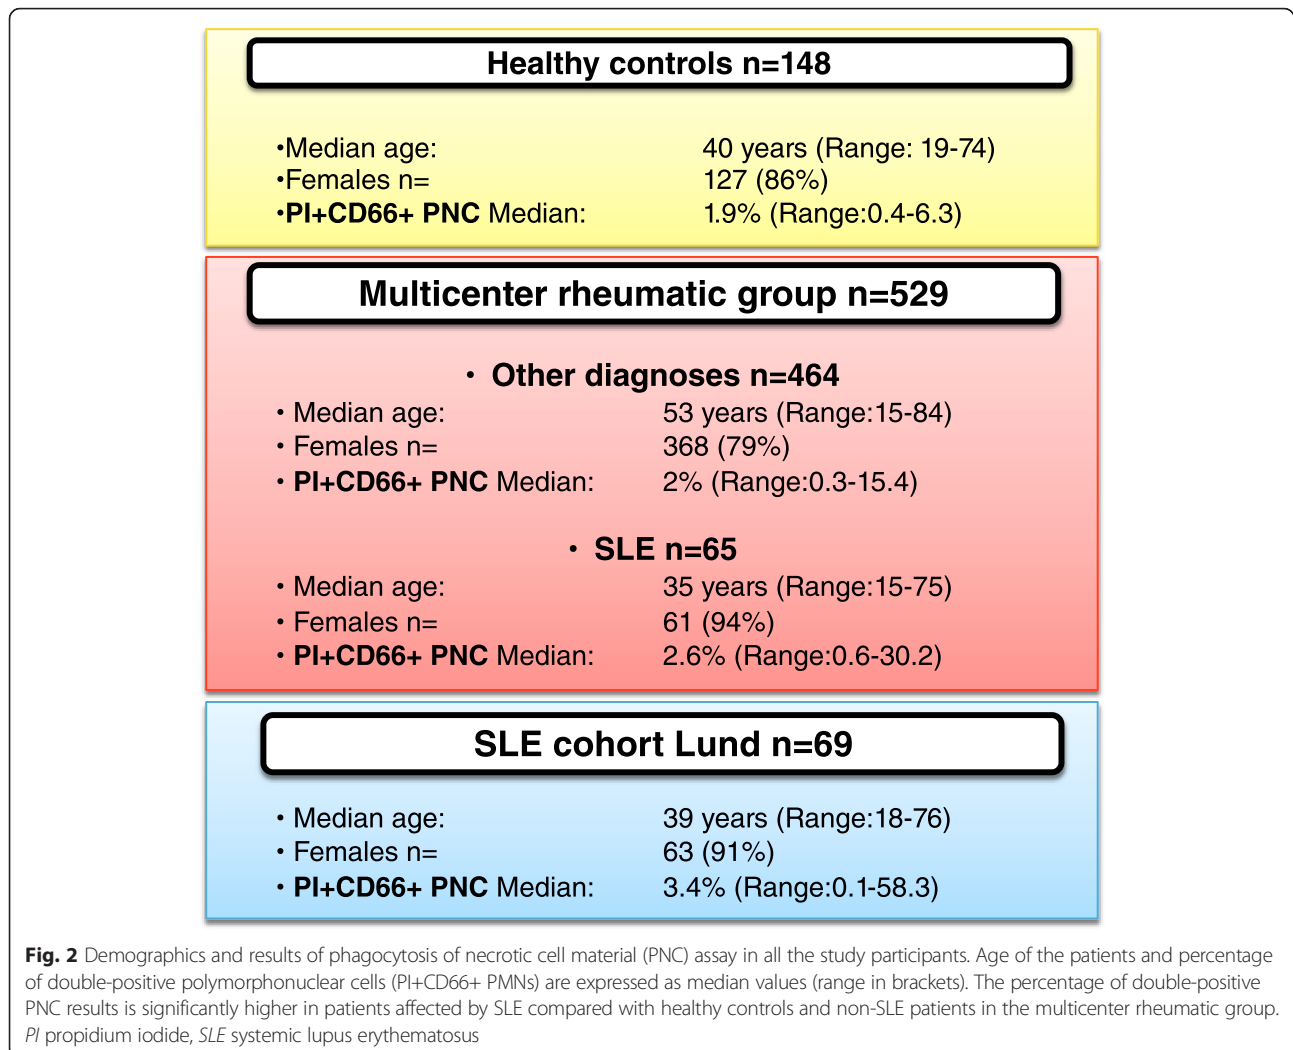 Healthy controls n=148
•Median age: 40 years (Range: 19-74)
•Females n= 127 (86%)
•PI+CD66+ PNC Median: 1.9% (Range:0.4-6.3)
Multicenter rheumatic group n=529
• Other diagnoses n=464
• Median age: 53 years (Range:15-84)
• Females n= 368 (79%)
• PI+CD66+ PNC Median: 2% (Range:0.3-15.4)
• SLE n=65
• Median age: 35 years (Range:15-75)
• Females n= 61 (94%)
• PI+CD66+ PNC Median: 2.6% (Range:0.6-30.2)
SLE cohort Lund n=69
• Median age: 39 years (Range:18-76)
• Females n= 63 (91%)
• PI+CD66+ PNC Median: 3.4% (Range:0.1-58.3)
Fig. 2 Demographics and results of phagocytosis of necrotic cell material (PNC) assay in all the study participants. Age of the patients and percentage
of double-positive polymorphonuclear cells (PI+CD66+ PMNs) are expressed as median values (range in brackets). The percentage of double-positive
PNC results is significantly higher in patients affected by SLE compared with healthy controls and non-SLE patients in the multicenter rheumatic group.
PI propidium iodide, SLE systemic lupus erythematosus